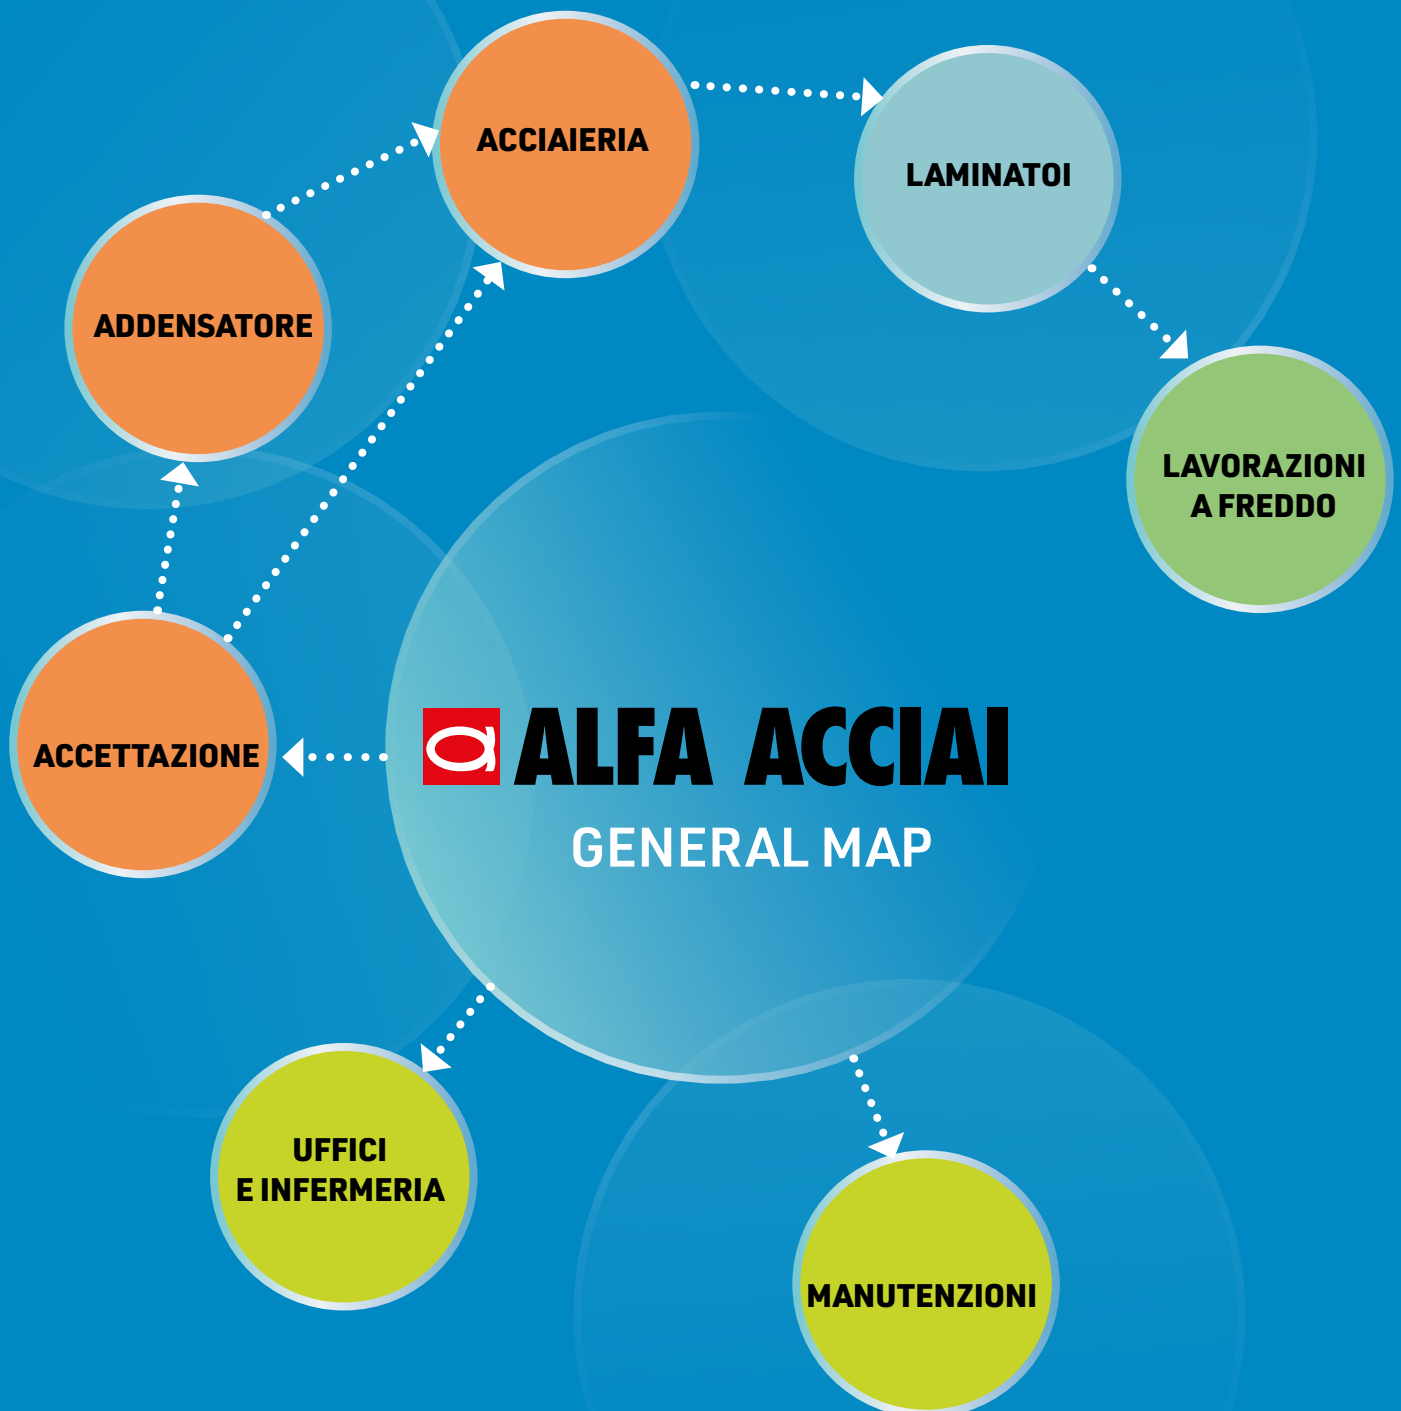 ACCIAIERIA
LAMINATOI
ADDENSATORE
LAVORAZIONI
A FREDDO
ACCETTAZIONE
a ALFA ACCIAI
GENERAL MAP
UFFICI
E INFERMERIA
MANUTENZIONI